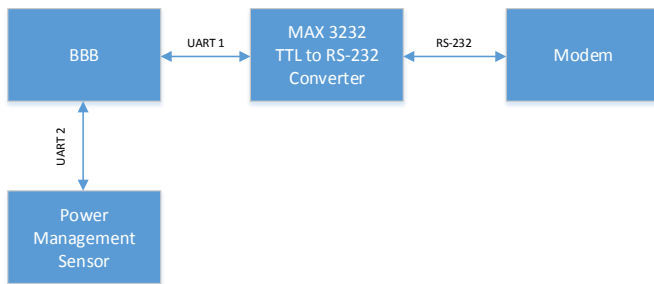 BBB
UART 1
MAX 3232
TTL to RS-232
Converter
RS-232
Modem
UART 2
Power
Management
Sensor